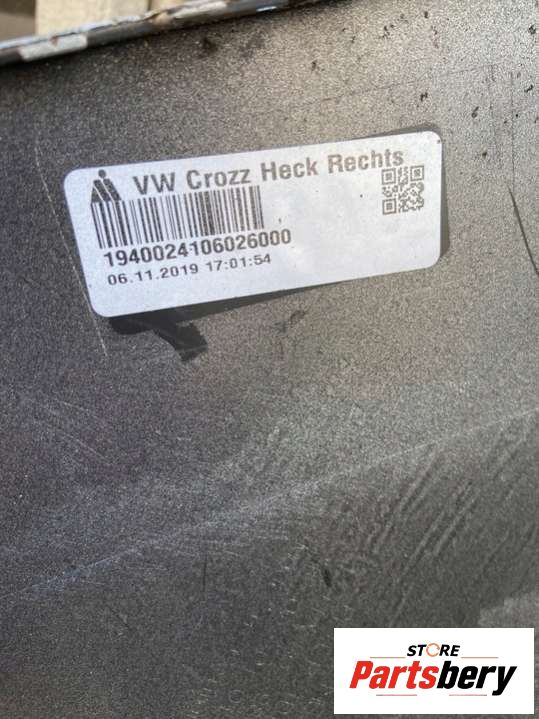 VW Crozz Heck Rechts
1940024106026000
06.11.2019 17:01:54
STORE
Partsbery